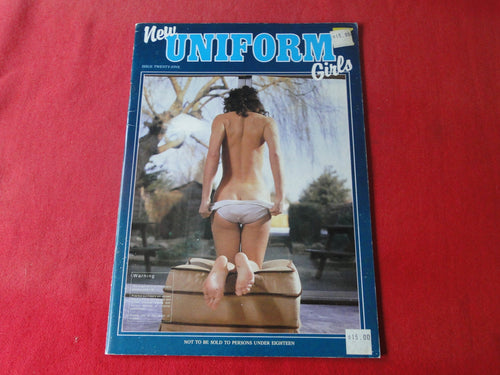 New
UNIFORM
Girls
$15.00
ISSUE TWENTY-FIVE
Warning
NOT TO BE SOLD TO PERSONS UNDER EIGHTEEN
$15.00